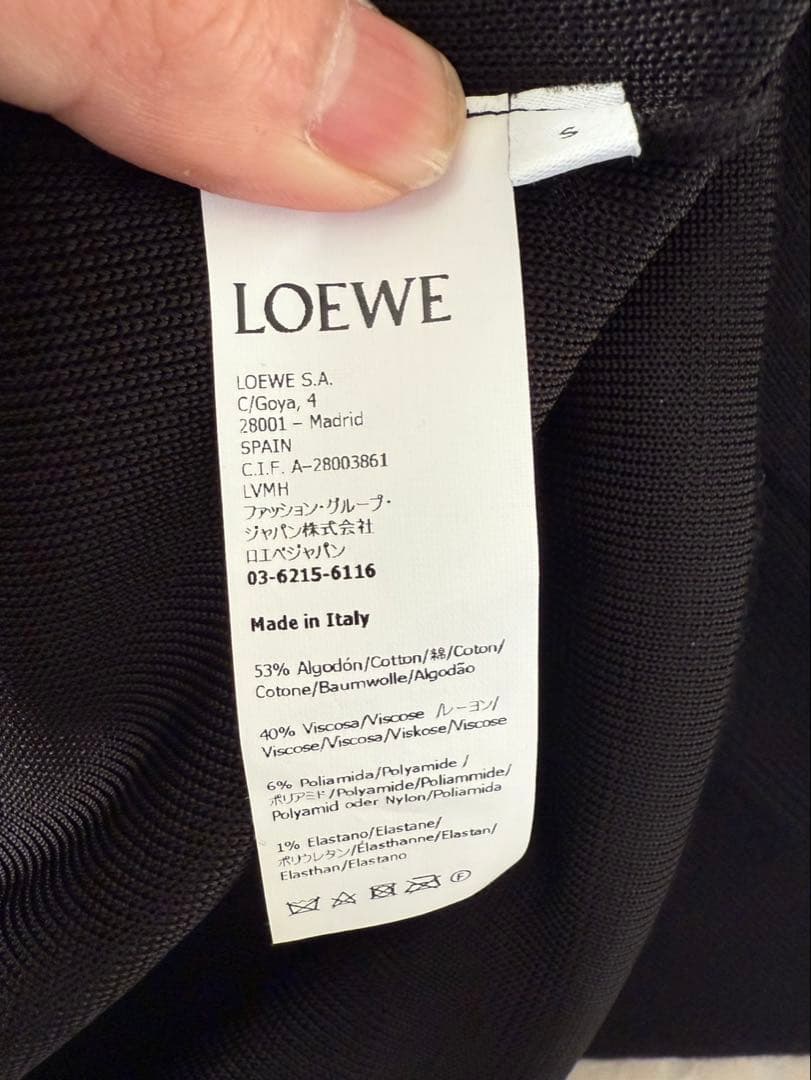 S
LOEWE
LOEWE S.A.
C/Goya, 4
28001 – Madrid
SPAIN
C.I.F. A-28003861
LVMH
ファッション・グループ・
ジャパン株式会社
ロエベジャパン
03-6215-6116
Made in Italy
53% Algodón/Cotton/綿/Coton/
Cotone/Baumwolle/Algodão
40% Viscosa/Viscose /レーヨン/
Viscose/Viscosa/Viskose/Viscose
6% Poliamida/Polyamide /
ポリアミド/Polyamide/Poliammide/
Polyamid oder Nylon/Poliamida
1% Elastano/Elastane/
ポリウレタン/Élasthanne/Elastan/
Elasthan/Elastano
F